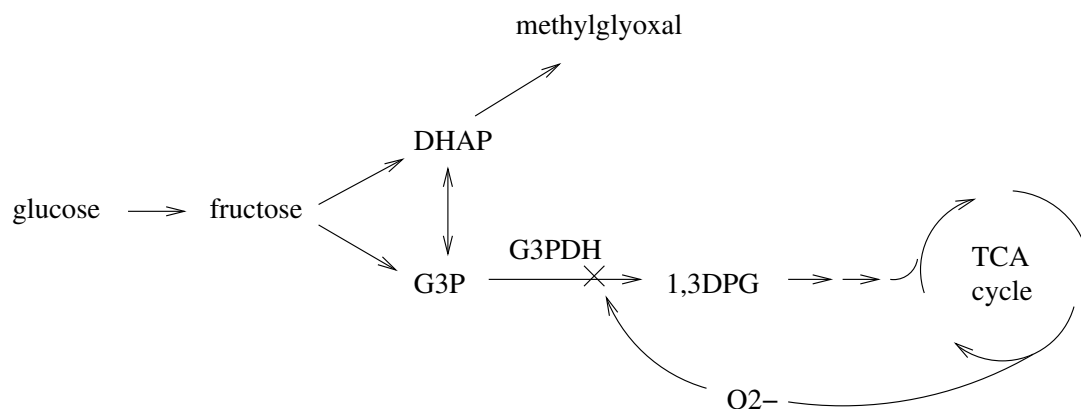 methylglyoxal
DHAP
glucose
fructose
G3PDH
G3P
1,3DPG
TCA
cycle
O2−